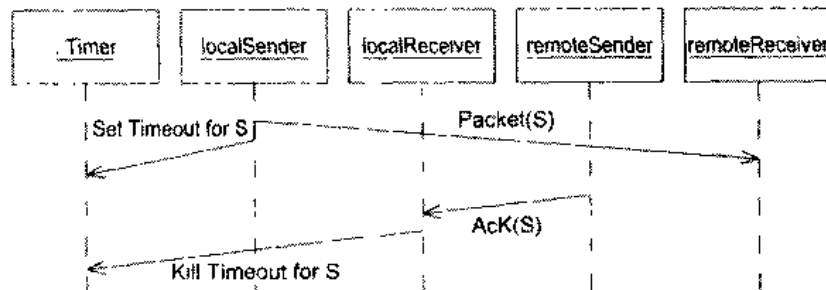 . Timer
localSender
localReceiver
remoteSender
remoteReceiver
Set Timeout for S
Packet(S)
AcK(S)
Kill Timeout for S